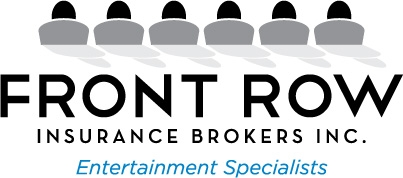 FRONT ROW
INSURANCE BROKERS INC.
Entertainment Specialists